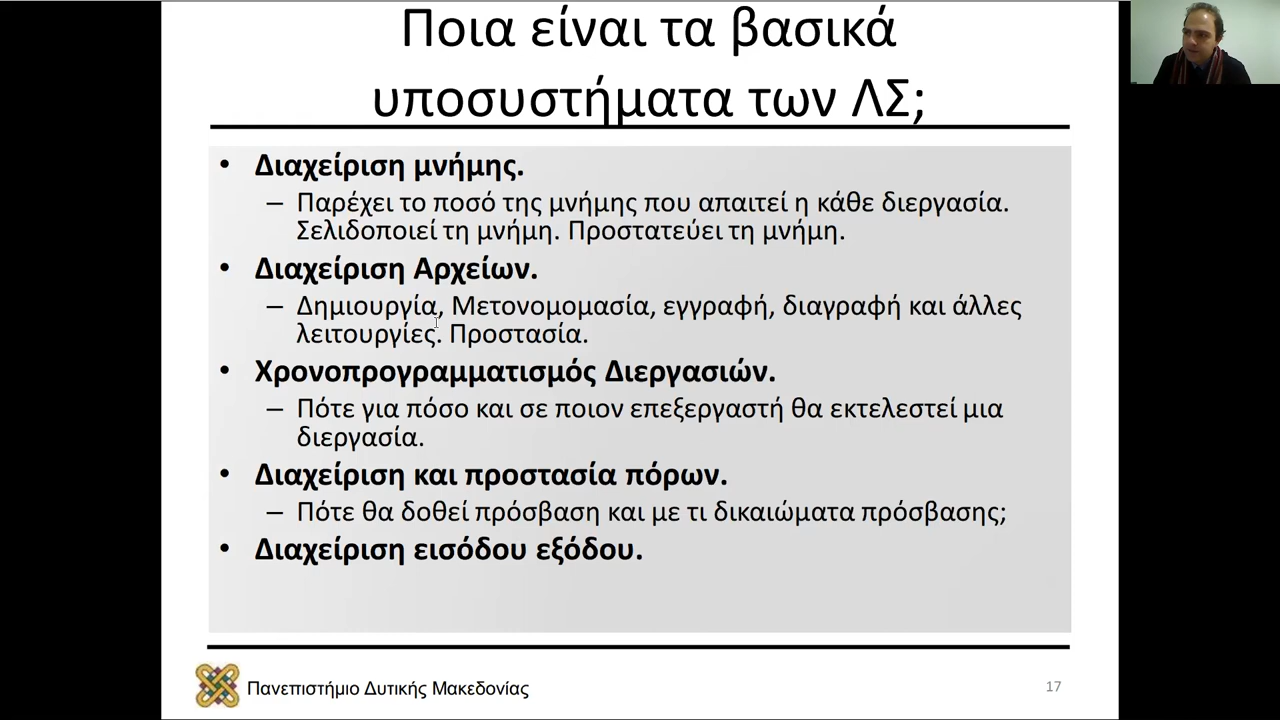 Ποια είναι τα βασικά
υποσυστήματα των ΛΣ;
• Διαχείριση μνήμης.
– Παρέχει το ποσό της μνήμης που απαιτεί η κάθε διεργασία.
Σελιδοποιεί τη μνήμη. Προστατεύει τη μνήμη.
• Διαχείριση Αρχείων.
– Δημιουργία, Μετονομομασία, εγγραφή, διαγραφή και άλλες
λειτουργίες. Προστασία.
• Χρονοπρογραμματισμός Διεργασιών.
– Πότε για πόσο και σε ποιον επεξεργαστή θα εκτελεστεί μια
διεργασία.
• Διαχείριση και προστασία πόρων.
– Πότε θα δοθεί πρόσβαση και με τι δικαιώματα πρόσβασης;
• Διαχείριση εισόδου εξόδου.
Πανεπιστήμιο Δυτικής Μακεδονίας
17